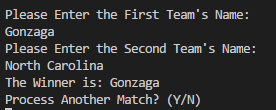 Please Enter the First Team's Name:
Gonzaga
Please Enter the Second Team's Name:
North Carolina
The Winner is: Gonzaga
Process Another Match? (Y/N)